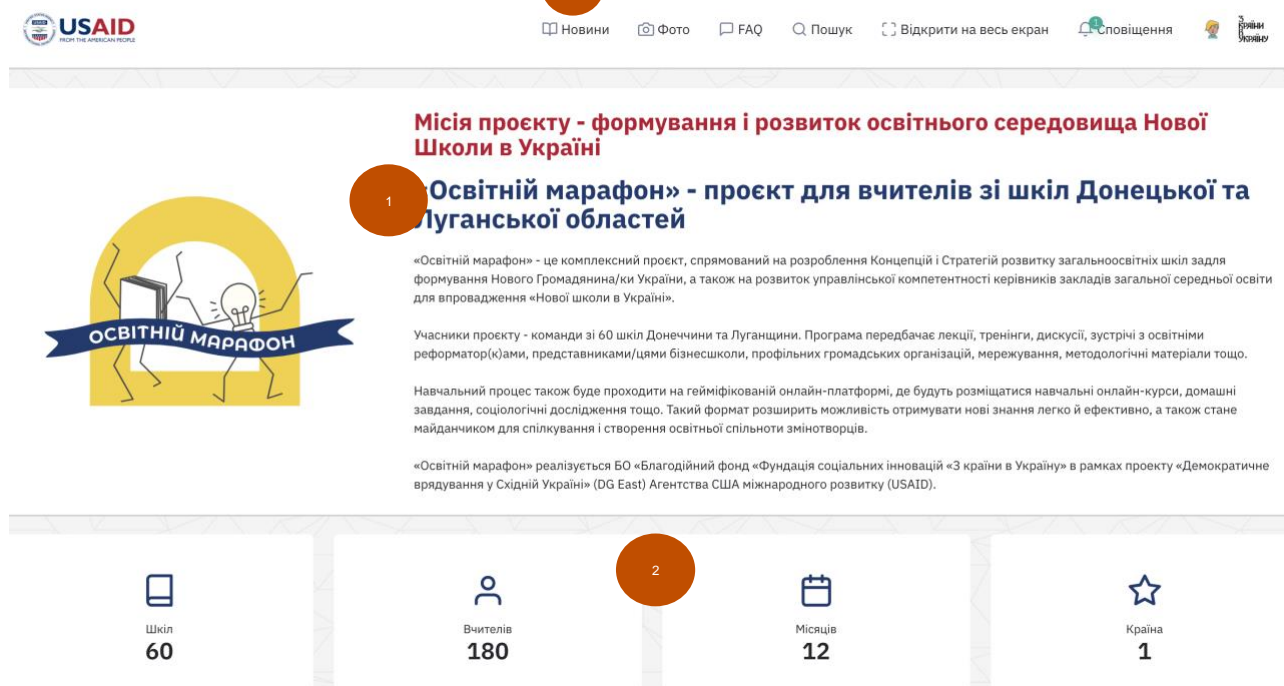 USAID
FROM THE AMERICAN PEOPLE
Новини
Фото
FAQ
Пошук
Відкрити на весь екран
1
Сповіщення
З
країни
в
Україну
Місія проєкту - формування і розвиток освітнього середовища Нової
Школи в Україні
1
«Освітній марафон» - проєкт для вчителів зі шкіл Донецької та
Луганської областей
«Освітній марафон» - це комплексний проєкт, спрямований на розроблення Концепцій і Стратегій розвитку загальноосвітніх шкіл задля
формування Нового Громадянина/ки України, а також на розвиток управлінської компетентності керівників закладів загальної середньої освіти
для впровадження «Нової школи в Україні».
Учасники проєкту - команди зі 60 шкіл Донеччини та Луганщини. Програма передбачає лекції, тренінги, дискусії, зустрічі з освітніми
реформатор(к)ами, представниками/цями бізнесшколи, профільних громадських організацій, мережування, методологічні матеріали тощо.
Навчальний процес також буде проходити на гейміфікованій онлайн-платформі, де будуть розміщатися навчальні онлайн-курси, домашні
завдання, соціологічні дослідження тощо. Такий формат розширить можливість отримувати нові знання легко й ефективно, а також стане
майданчиком для спілкування і створення освітньої спільноти змінотворців.
«Освітній марафон» реалізується БО «Благодійний фонд «Фундація соціальних інновацій «З країни в Україну» в рамках проекту «Демократичне
врядування у Східній Україні» (DG East) Агентства США міжнародного розвитку (USAID).
ОСВІТНІЙ МАРАФОН
2
Шкіл
60
Вчителів
180
Місяців
12
Країна
1